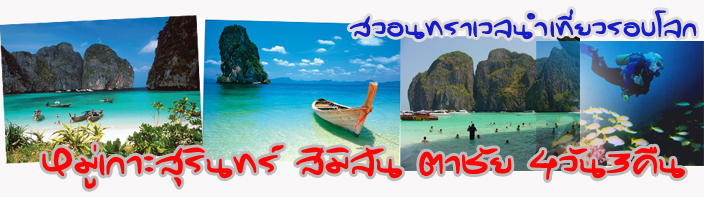 สวอนทราเวลนำเที่ยวรอบโลก
หมู่เกาะสุรินทร์ สิมิลัน ตาชัย 4วัน3คืน